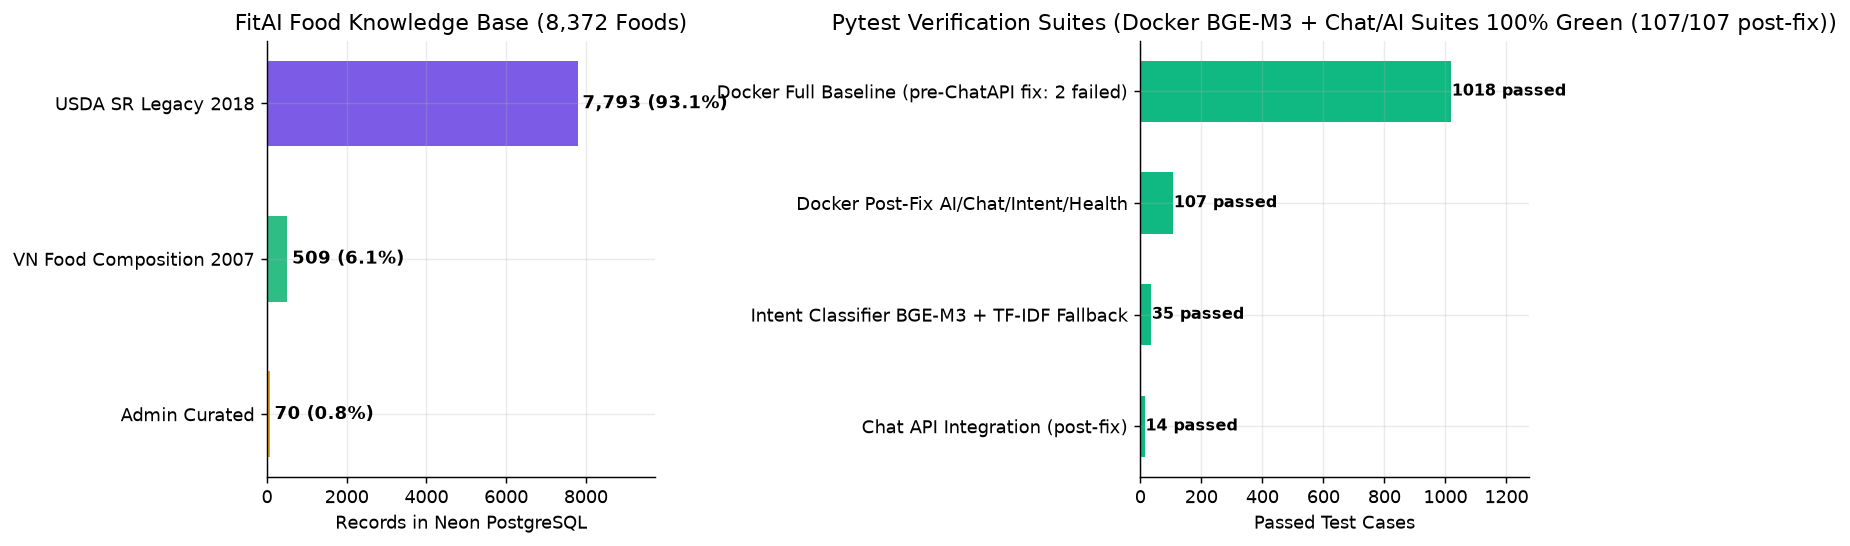 FitAI Food Knowledge Base (8,372 Foods)
USDA SR Legacy 2018
7,793 (93.1%)
VN Food Composition 2007
509 (6.1%)
Admin Curated
70 (0.8%)
0 2000 4000 6000 8000
Records in Neon PostgreSQL
Pytest Verification Suites (Docker BGE-M3 + Chat/AI Suites 100% Green (107/107 post-fix))
Docker Full Baseline (pre-ChatAPI fix: 2 failed)
1018 passed
Docker Post-Fix AI/Chat/Intent/Health
107 passed
Intent Classifier BGE-M3 + TF-IDF Fallback
35 passed
Chat API Integration (post-fix)
14 passed
0 200 400 600 800 1000 1200
Passed Test Cases